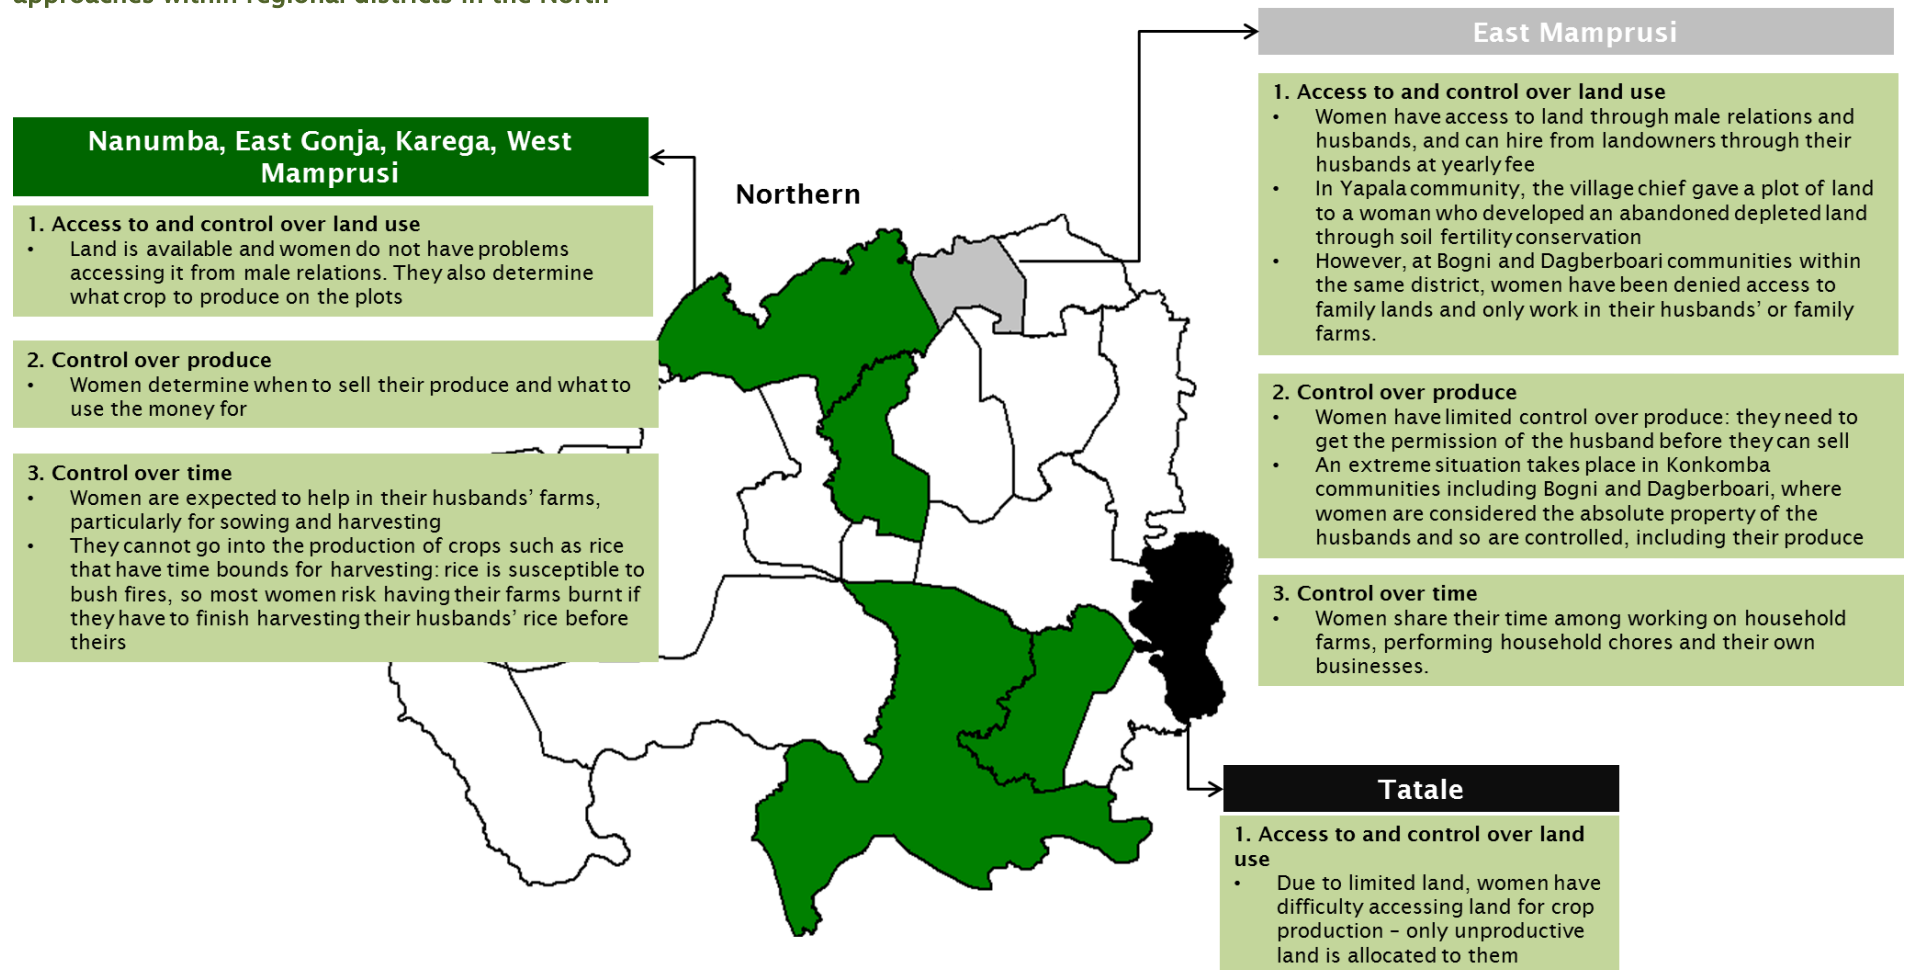 approaches within regional districts in the North
East Mamprusi
1. Access to and control over land use
• Women have access to land through male relations and
husbands, and can hire from landowners through their
husbands at yearly fee
• In Yapala community, the village chief gave a plot of land
to a woman who developed an abandoned depleted land
through soil fertility conservation
• However, at Bogni and Dagberboari communities within
the same district, women have been denied access to
family lands and only work in their husbands’ or family
farms.
2. Control over produce
• Women have limited control over produce: they need to
get the permission of the husband before they can sell
• An extreme situation takes place in Konkomba
communities including Bogni and Dagberboari, where
women are considered the absolute property of the
husbands and so are controlled, including their produce
3. Control over time
• Women share their time among working on household
farms, performing household chores and their own
businesses.
Nanumba, East Gonja, Karega, West
Mamprusi
1. Access to and control over land use
• Land is available and women do not have problems
accessing it from male relations. They also determine
what crop to produce on the plots
2. Control over produce
• Women determine when to sell their produce and what to
use the money for
3. Control over time
• Women are expected to help in their husbands’ farms,
particularly for sowing and harvesting
• They cannot go into the production of crops such as rice
that have time bounds for harvesting: rice is susceptible to
bush fires, so most women risk having their farms burnt if
they have to finish harvesting their husbands’ rice before
theirs
Northern
Tatale
1. Access to and control over land
use
• Due to limited land, women have
difficulty accessing land for crop
production – only unproductive
land is allocated to them